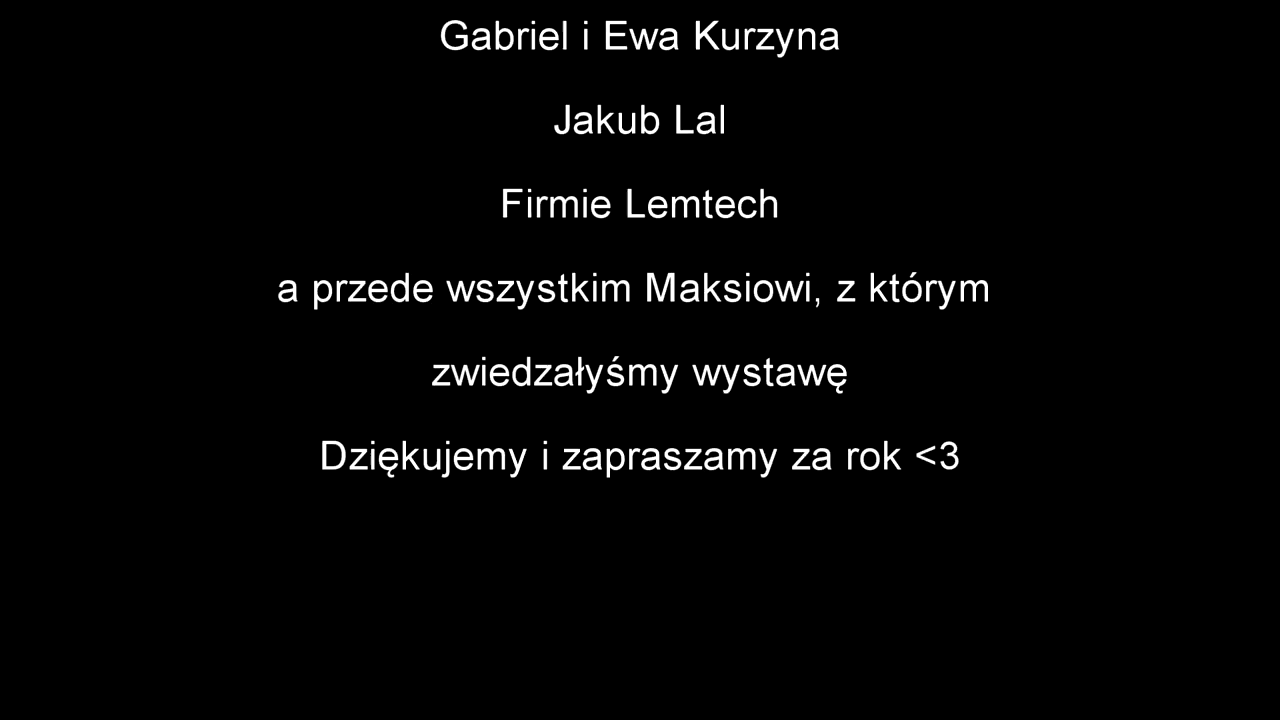 Gabriel i Ewa Kurzyna
Jakub Lal
Firmie Lemtech
a przede wszystkim Maksiowi, z którym
zwiedzałyśmy wystawę
Dziękujemy i zapraszamy za rok <3